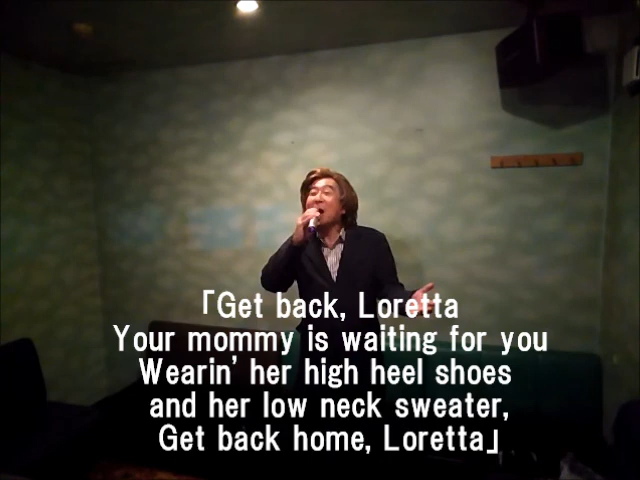 「Get back, Loretta
Your mommy is waiting for you
Wearin' her high heel shoes
and her low neck sweater,
Get back home, Loretta」